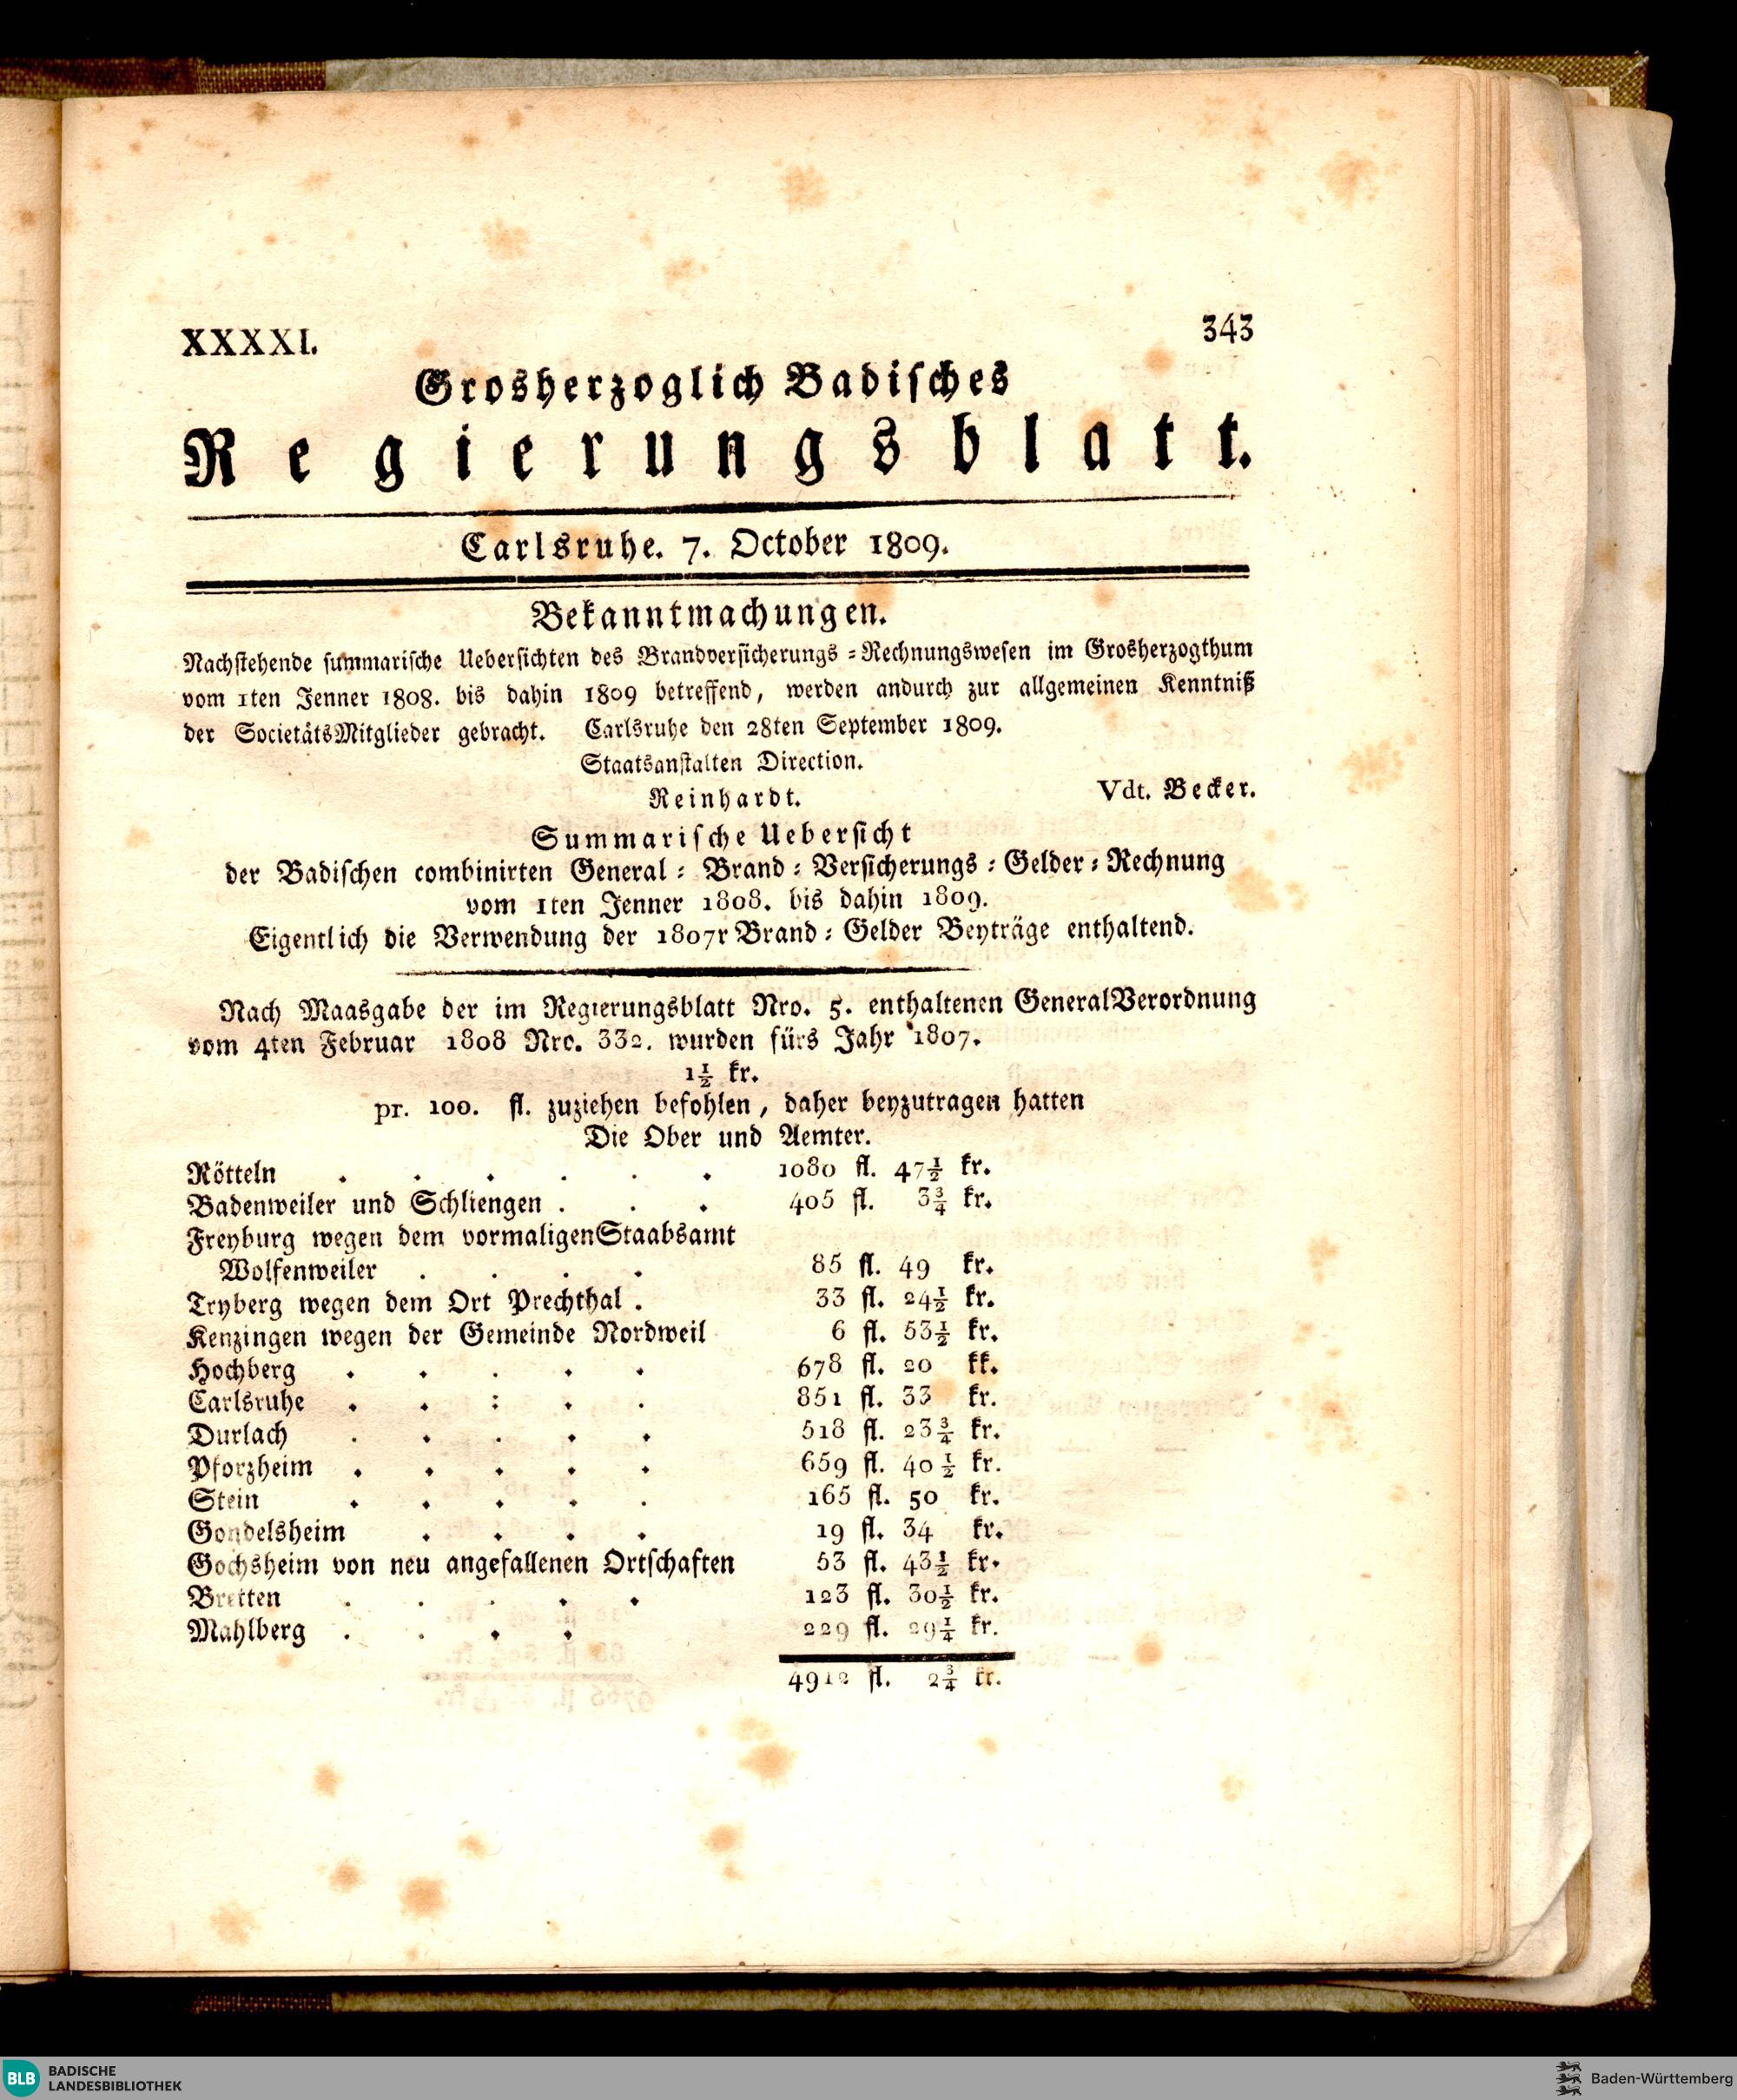 XXXXI.
343
Grosherzoglich Badisches
Regierungsblatt.
Carlsruhe. 7. October 1809.
Bekanntmachungen.
Nachstehende summarische Uebersichten des Brandversicherungs-Rechnungswesen im Grosherzogthum
vom 1ten Jenner 1808. bis dahin 1809 betreffend, werden andurch zur allgemeinen Kenntniß
der SocietätsMitglieder gebracht. Carlsruhe den 28ten September 1809.
Staatsanstalten Direction.
Reinhardt. Vdt. Becker.
Summarische Uebersicht
der Badischen combinirten General-Brand-Versicherungs-Gelder-Rechnung
vom 1ten Jenner 1808. bis dahin 1809.
Eigentlich die Verwendung der 1807r Brand-Gelder Beyträge enthaltend.
Nach Maasgabe der im Regierungsblatt Nro. 5. enthaltenen GeneralVerordnung
vom 4ten Februar 1808 Nro. 332. wurden fürs Jahr 1807.
1½ kr.
pr. 100. fl. zuziehen befohlen, daher beyzutragen hatten
Die Ober und Aemter.
Rötteln . . . . . . 1080 fl. 47½ kr.
Badenweiler und Schliengen . . . 405 fl. 3¾ kr.
Freyburg wegen dem vormaligenStaabsamt
Wolfenweiler . . . . 85 fl. 49 kr.
Tryberg wegen dem Ort Prechthal . 33 fl. 24½ kr.
Kenzingen wegen der Gemeinde Nordweil 6 fl. 53½ kr.
Hochberg . . . . . 678 fl. 20 kk.
Carlsruhe . . : . . 851 fl. 33 kr.
Durlach . . . . . 518 fl. 23¾ kr.
Pforzheim . . . . . 659 fl. 40½ kr.
Stein . . . . . 165 fl. 50 kr.
Gondelsheim . . . . 19 fl. 34 kr.
Gochsheim von neu angefallenen Ortschaften 53 fl. 43½ kr.
Bretten . . . . . 123 fl. 30½ kr.
Mahlberg . . . . 229 fl. 29¼ kr.
4912 fl. 2¾ kr.
BLB BADISCHE
LANDESBIBLIOTHEK
Baden-Württemberg